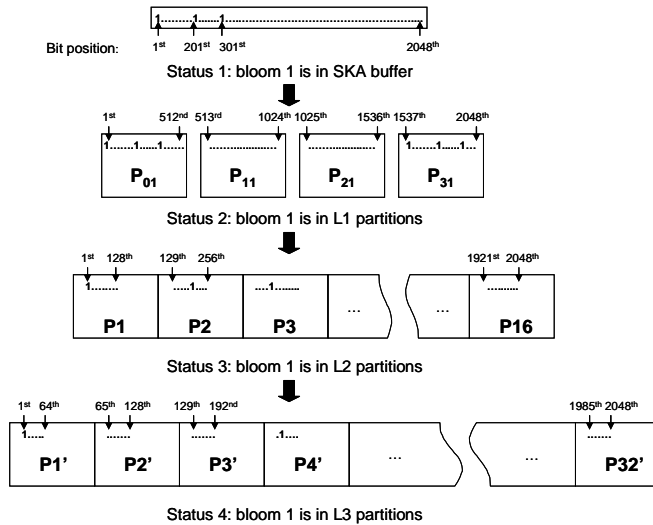 1..........1.......1...............................................
Bit position: 1st 201st 301st 2048th
Status 1: bloom 1 is in SKA buffer
1st 512nd 513rd 1024th 1025th 1536th 1537th 2048th
1.......1.....1.... ...................... ..................... 1......1.....1...
P01 P11 P21 P31
Status 2: bloom 1 is in L1 partitions
1st 128th 129th 256th 1921st 2048th
1........ .....1.... ....1........ .........
P1 P2 P3 ... ... P16
Status 3: bloom 1 is in L2 partitions
1st 64th 65th 128th 129th 192nd 1985th 2048th
1..... ....... ....... .1.... .......
P1' P2' P3' P4' ... ... P32'
Status 4: bloom 1 is in L3 partitions